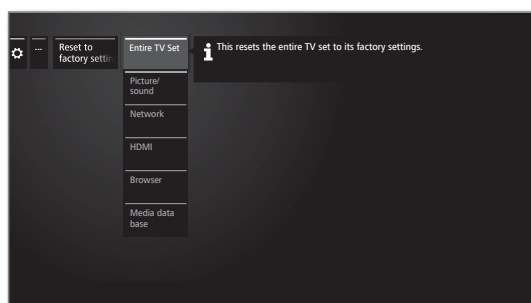 ...
Reset to
factory settin
Entire TV Set
This resets the entire TV set to its factory settings.
Picture/
sound
Network
HDMI
Browser
Media data
base